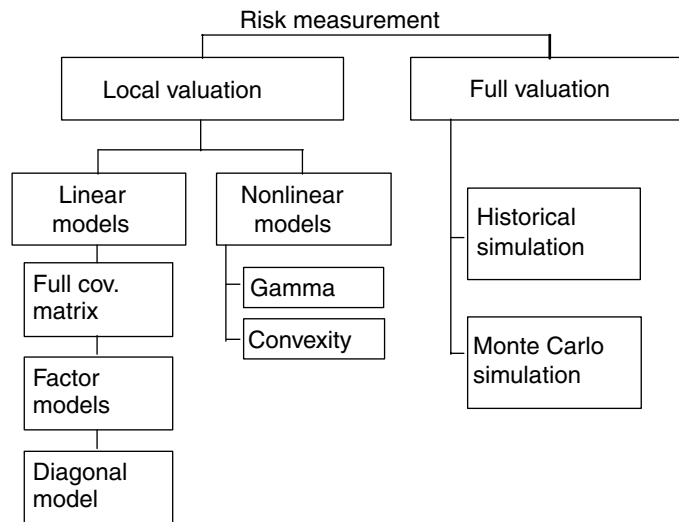 Risk measurement
Local valuation
Full valuation
Linear
models
Nonlinear
models
Full cov.
matrix
Gamma
Convexity
Factor
models
Diagonal
model
Historical
simulation
Monte Carlo
simulation